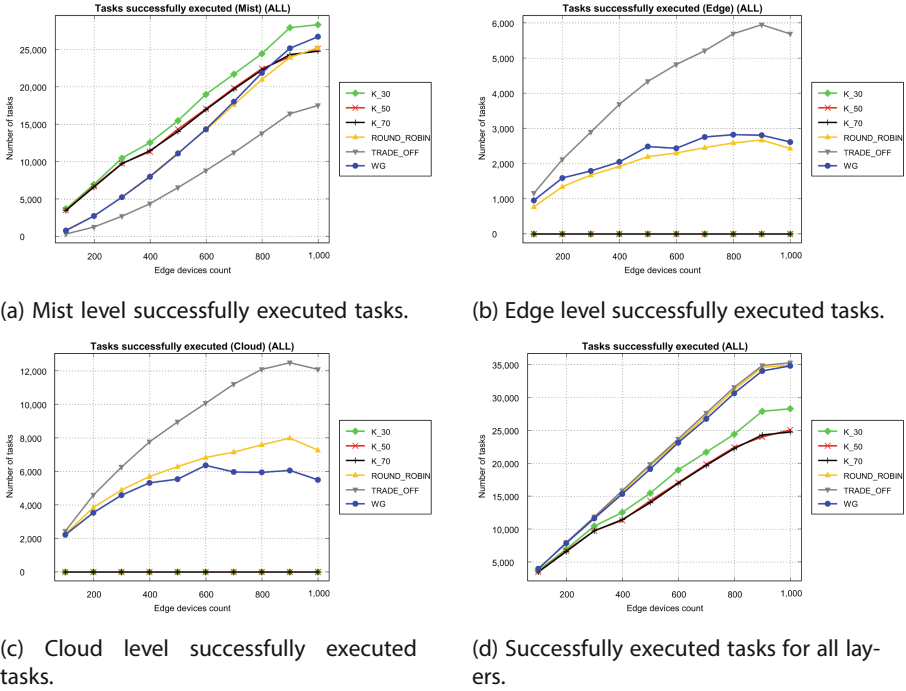 Tasks successfully executed (Mist) (ALL)
Number of tasks
25,000
20,000
15,000
10,000
5,000
0
200
400
600
800
1,000
Edge devices count
K_30
K_50
K_70
ROUND_ROBIN
TRADE_OFF
WG
(a) Mist level successfully executed tasks.
Tasks successfully executed (Edge) (ALL)
Number of tasks
6,000
5,000
4,000
3,000
2,000
1,000
0
200
400
600
800
1,000
Edge devices count
K_30
K_50
K_70
ROUND_ROBIN
TRADE_OFF
WG
(b) Edge level successfully executed tasks.
Tasks successfully executed (Cloud) (ALL)
Number of tasks
12,000
10,000
8,000
6,000
4,000
2,000
0
200
400
600
800
1,000
Edge devices count
K_30
K_50
K_70
ROUND_ROBIN
TRADE_OFF
WG
(c) Cloud level successfully executed
tasks.
Tasks successfully executed (ALL)
Number of tasks
35,000
30,000
25,000
20,000
15,000
10,000
5,000
200
400
600
800
1,000
Edge devices count
K_30
K_50
K_70
ROUND_ROBIN
TRADE_OFF
WG
(d) Successfully executed tasks for all lay-
ers.